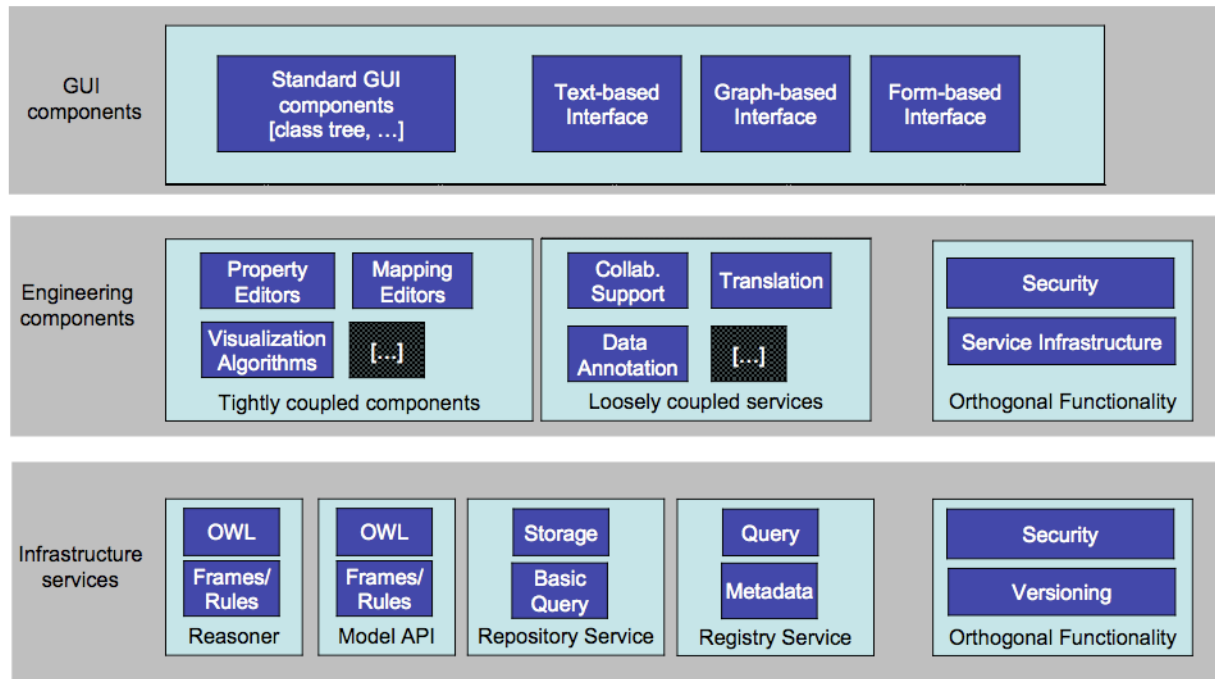 GUI
components
Standard GUI
components
[class tree, …]
Text-based
Interface
Graph-based
Interface
Form-based
Interface
Engineering
components
Property
Editors
Mapping
Editors
Visualization
Algorithms
[...]
Tightly coupled components
Collab.
Support
Translation
Data
Annotation
[...]
Loosely coupled services
Security
Service Infrastructure
Orthogonal Functionality
Infrastructure
services
OWL
Frames/
Rules
Reasoner
OWL
Frames/
Rules
Model API
Storage
Basic
Query
Repository Service
Query
Metadata
Registry Service
Security
Versioning
Orthogonal Functionality